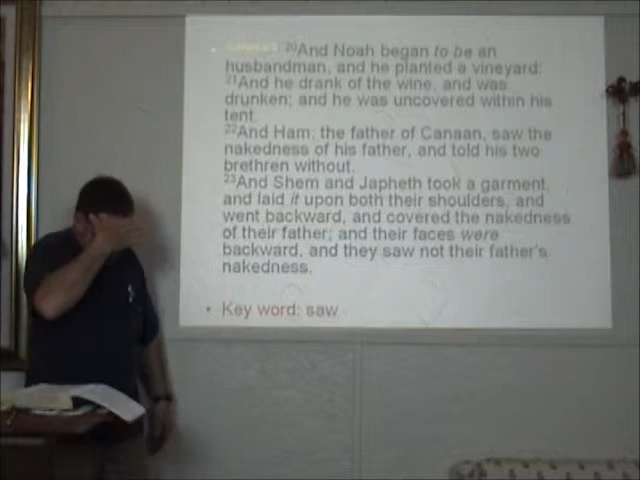 20And Noah began to be an
husbandman, and he planted a vineyard:
21And he drank of the wine, and was
drunken; and he was uncovered within his
tent.
22And Ham, the father of Canaan, saw the
nakedness of his father, and told his two
brethren without.
23And Shem and Japheth took a garment,
and laid it upon both their shoulders, and
went backward, and covered the nakedness
of their father; and their faces were
backward, and they saw not their father's
nakedness.
• Key word: saw